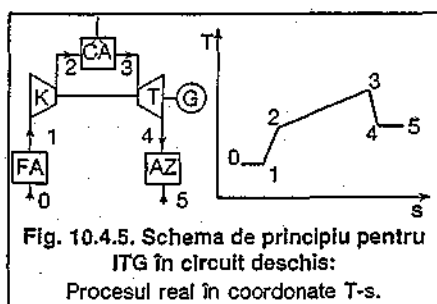 CA
2
3
K
T
G
1
4
FA
AZ
0
5
T
3
2
4
5
0
1
s
Fig. 10.4.5. Schema de principiu pentru
ITG în circuit deschis:
Procesul real în coordonate T-s.